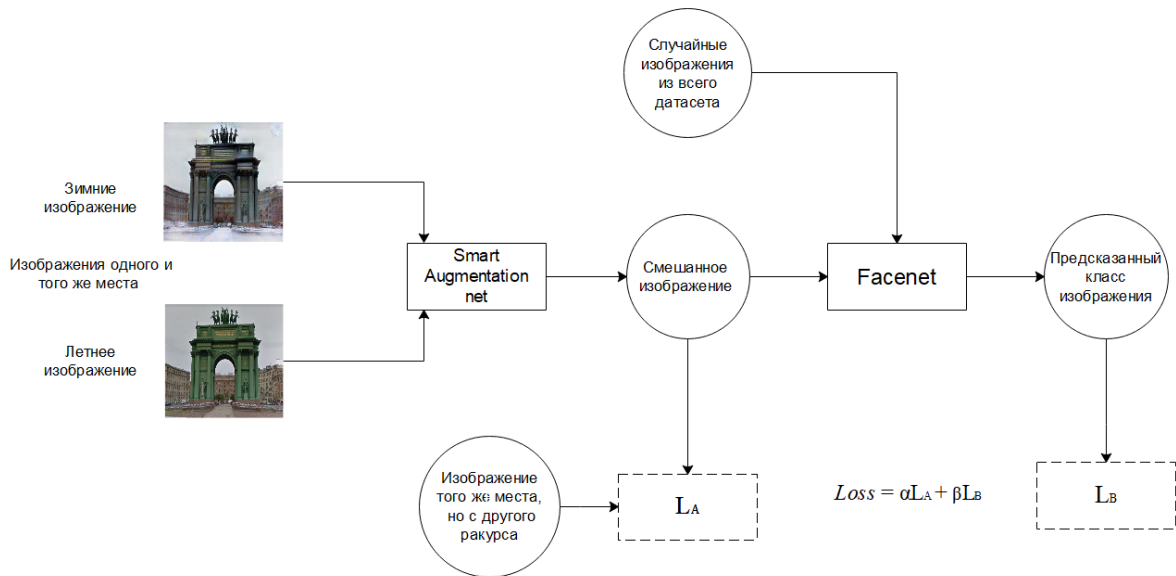 Случайные
изображения
из всего
датасета
Зимние
изображение
Изображения одного и
того же места
Летнее
изображение
Smart
Augmentation
net
Смешанное
изображение
Facenet
Предсказанный
класс
изображения
Изображение
того же места,
но с другого
ракурса
LA
Loss = αLA + βLB
LB